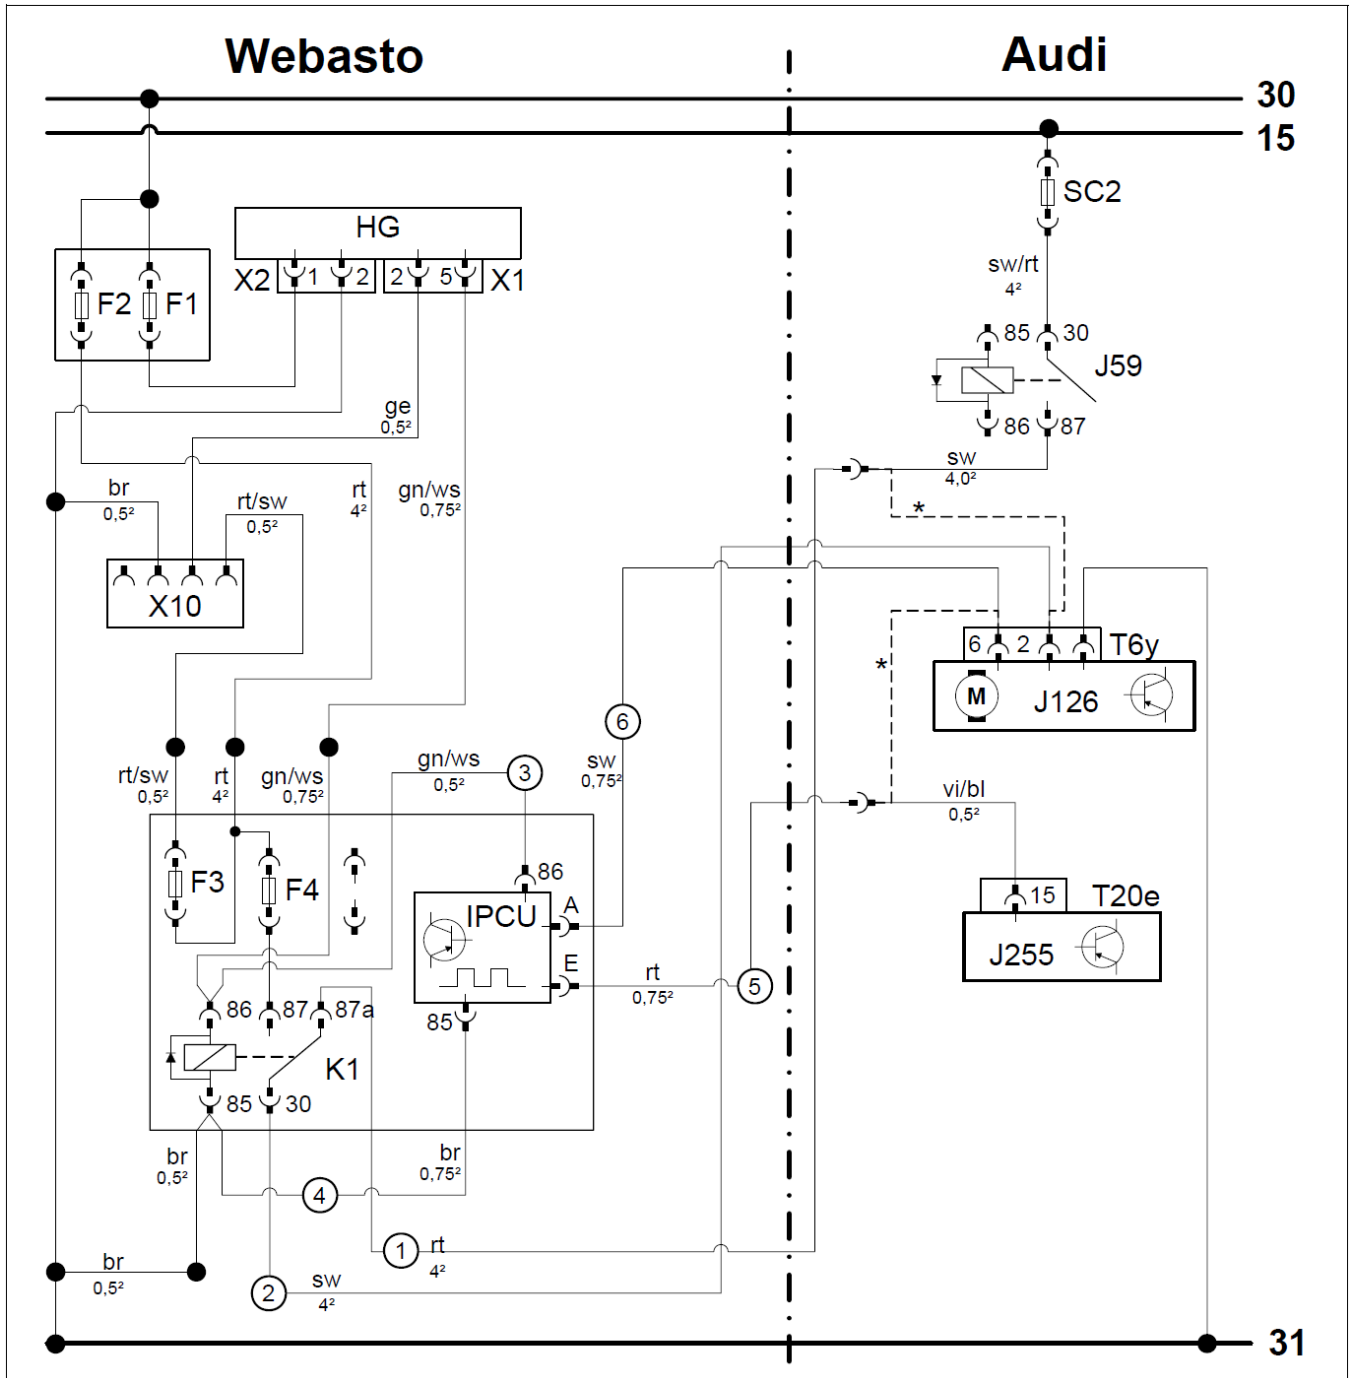 Webasto
Audi
30
15
SC2
HG
X2
1
2
2
5
X1
sw/rt
4²
F2
F1
85
30
J59
86
87
ge
0,5²
sw
4,0²
br
0,5²
rt/sw
0,5²
rt
4²
gn/ws
0,75²
*
X10
6
2
T6y
*
M
J126
6
rt/sw
0,5²
rt
4²
gn/ws
0,75²
gn/ws
0,5²
3
sw
0,75²
vi/bl
0,5²
F3
F4
86
IPCU
A
15
T20e
E
rt
0,75²
5
J255
86
87
87a
85
K1
85
30
br
0,5²
br
0,75²
4
1
rt
4²
br
0,5²
2
sw
4²
31